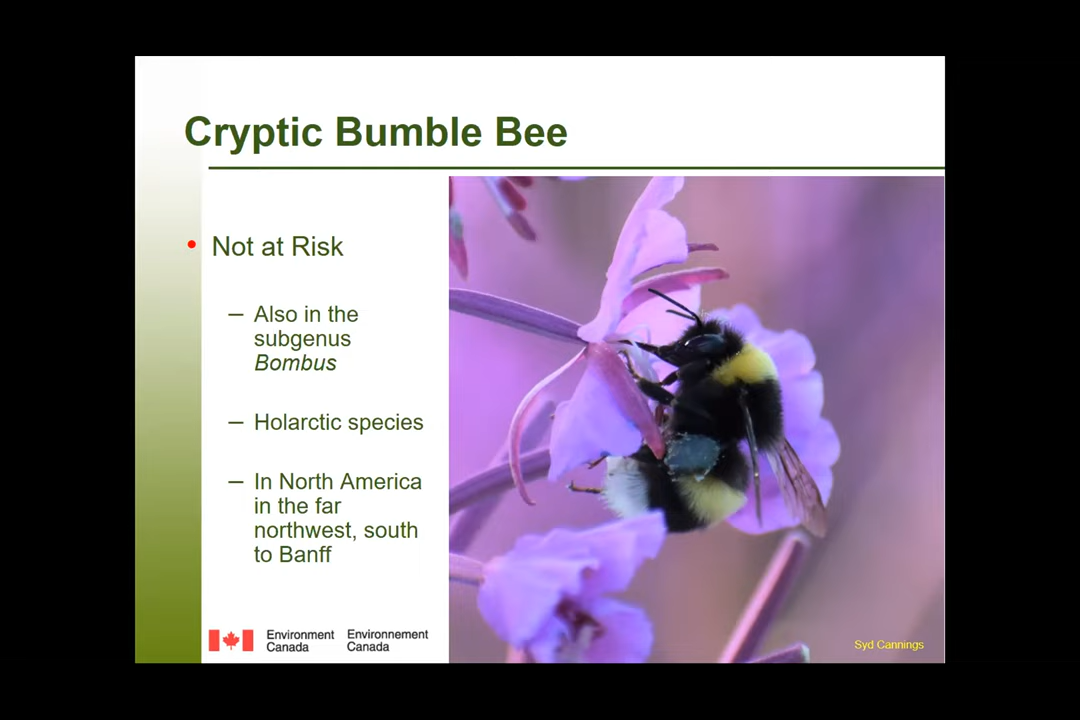 Cryptic Bumble Bee
• Not at Risk
– Also in the
subgenus
Bombus
– Holarctic species
– In North America
in the far
northwest, south
to Banff
Environment
Canada
Environnement
Canada
Syd Cannings